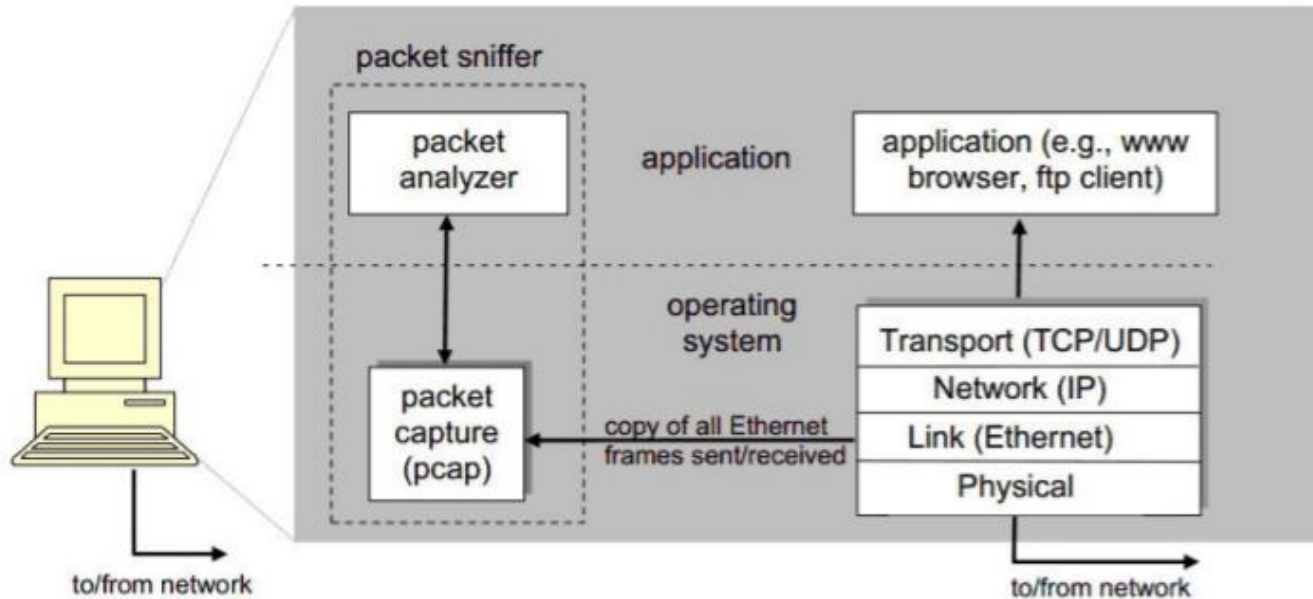 packet sniffer
packet
analyzer
application
application (e.g., www
browser, ftp client)
operating
system
packet
capture
(pcap)
copy of all Ethernet
frames sent/received
Transport (TCP/UDP)
Network (IP)
Link (Ethernet)
Physical
to/from network
to/from network